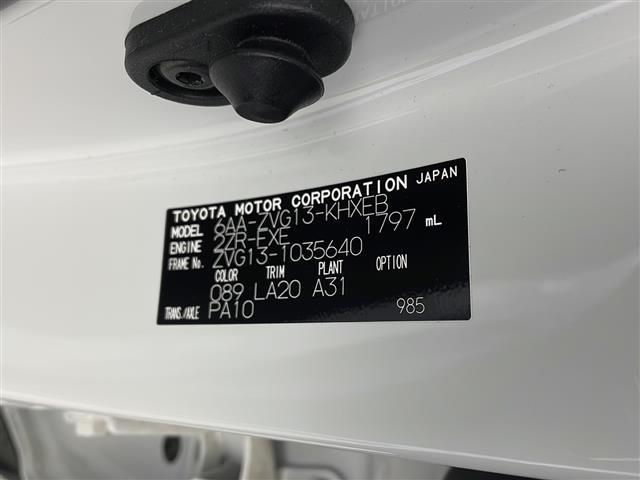 TOYOTA MOTOR CORPORATION JAPAN
MODEL 6AA-ZVG13-KHXEB
ENGINE 2ZR-EXE 1797 mL
FRAME No. ZVG13-1035640
COLOR TRIM PLANT OPTION
089 LA20 A31
TRANS./AXLE PA10 985